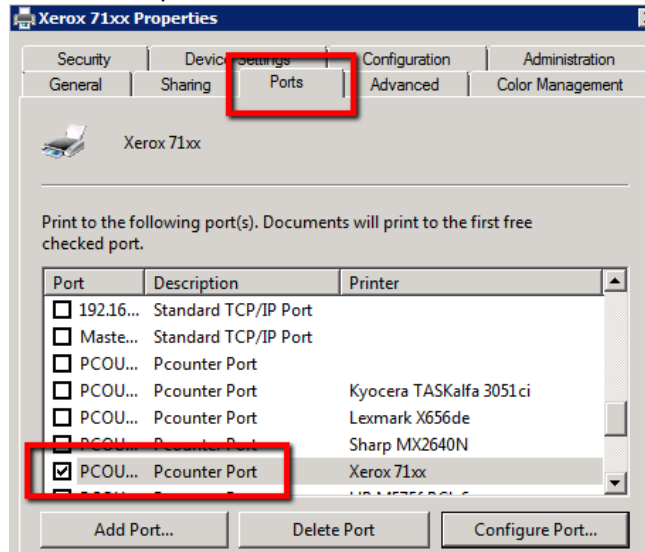 Xerox 71xx Properties
Security Device Settings Configuration Administration
General Sharing Ports Advanced Color Management
Xerox 71xx
Print to the following port(s). Documents will print to the first free
checked port.
Port Description Printer
192.16... Standard TCP/IP Port
Maste... Standard TCP/IP Port
PCOU... Pcounter Port
PCOU... Pcounter Port Kyocera TASKalfa 3051ci
PCOU... Pcounter Port Lexmark X656de
PCOU... Pcounter Port Sharp MX2640N
PCOU... Pcounter Port Xerox 71xx
Add Port... Delete Port Configure Port...